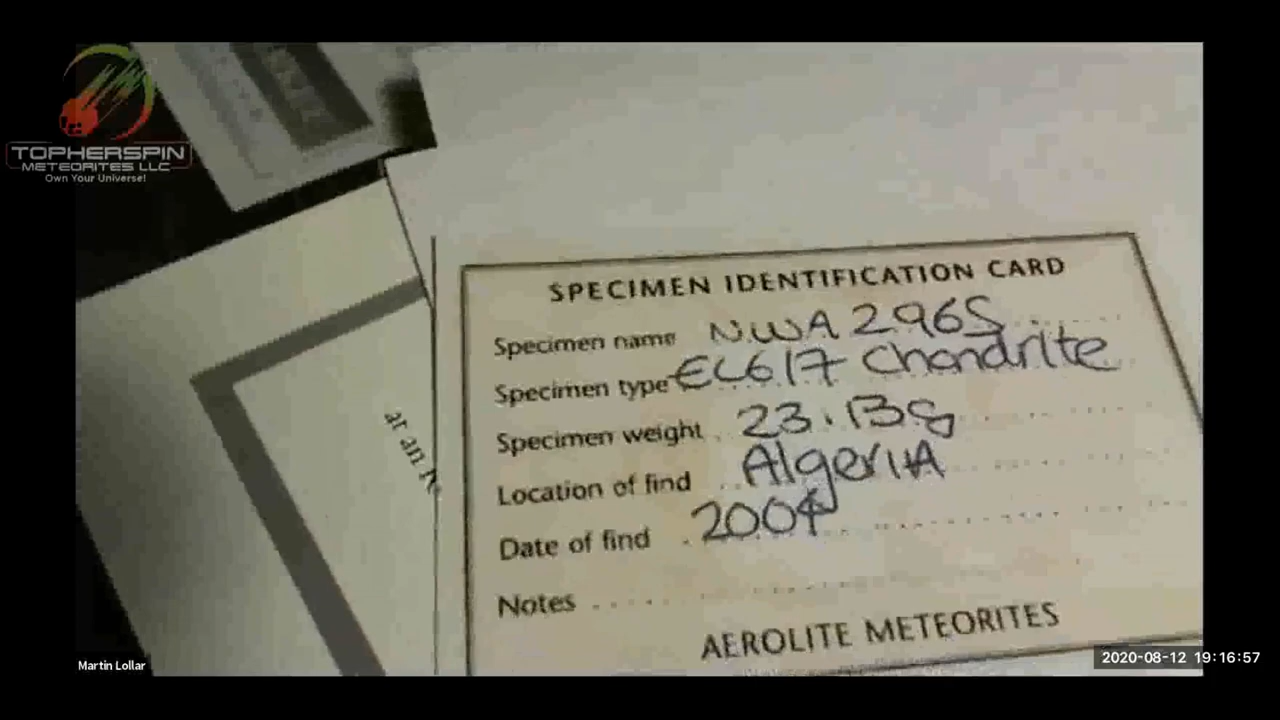 TOPHERSPIN
METEORITES LLC
Own Your Universe!
SPECIMEN IDENTIFICATION CARD
Specimen name NWA 2965
Specimen type EL6/7 Chondrite
Specimen weight 23.13g
Location of find Algeria
Date of find 2004
Notes
AEROLITE METEORITES
ar an
Martin Lollar
2020-08-12 19:16:57